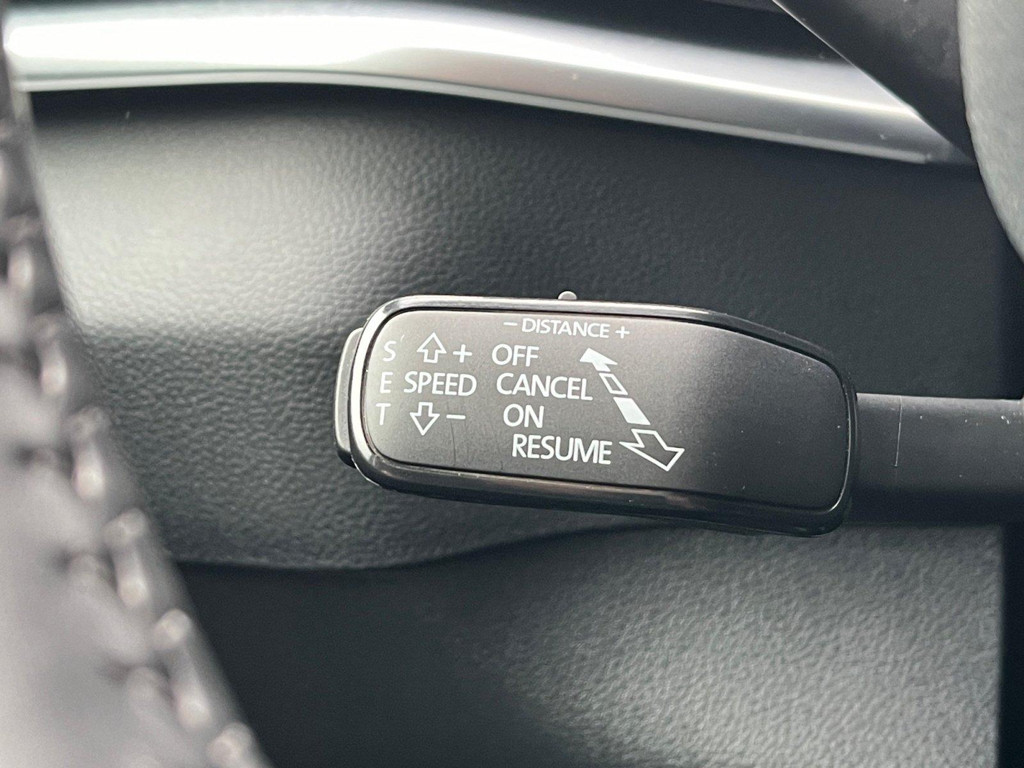 − DISTANCE +
S + OFF
E SPEED CANCEL
T − ON
RESUME